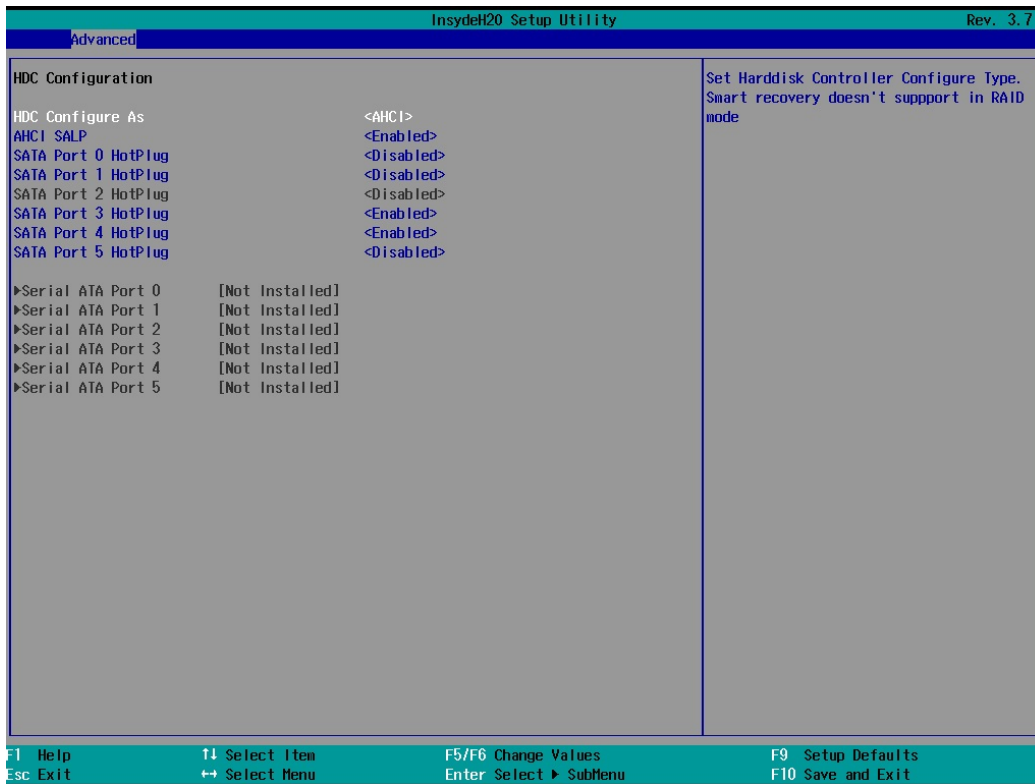 InsydeH20 Setup Utility Rev. 3.7
Advanced
HDC Configuration
HDC Configure As <AHCI>
AHCI SALP <Enabled>
SATA Port 0 HotPlug <Disabled>
SATA Port 1 HotPlug <Disabled>
SATA Port 2 HotPlug <Disabled>
SATA Port 3 HotPlug <Enabled>
SATA Port 4 HotPlug <Enabled>
SATA Port 5 HotPlug <Disabled>
▶Serial ATA Port 0 [Not Installed]
▶Serial ATA Port 1 [Not Installed]
▶Serial ATA Port 2 [Not Installed]
▶Serial ATA Port 3 [Not Installed]
▶Serial ATA Port 4 [Not Installed]
▶Serial ATA Port 5 [Not Installed]
Set Harddisk Controller Configure Type.
Smart recovery doesn't suppport in RAID
mode
F1 Help ↑↓ Select Item F5/F6 Change Values F9 Setup Defaults
Esc Exit ↔ Select Menu Enter Select ▶ SubMenu F10 Save and Exit